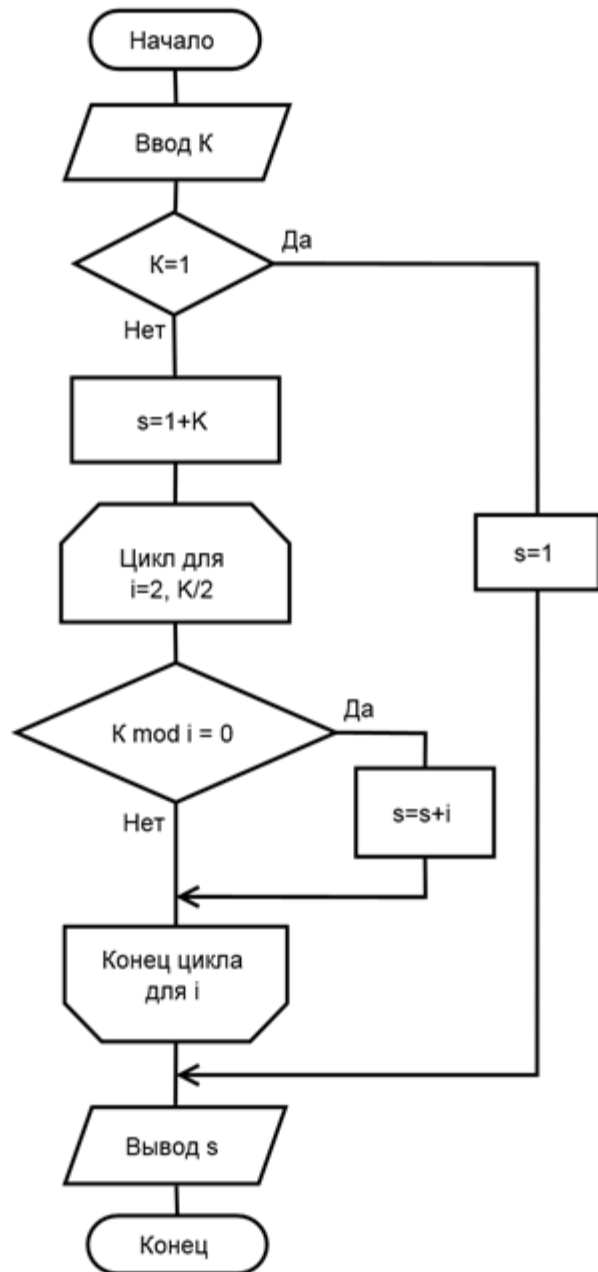 Начало
Ввод К
К=1
Да
Нет
s=1+K
Цикл для
i=2, K/2
s=1
К mod i = 0
Да
Нет
s=s+i
Конец цикла
для i
Вывод s
Конец